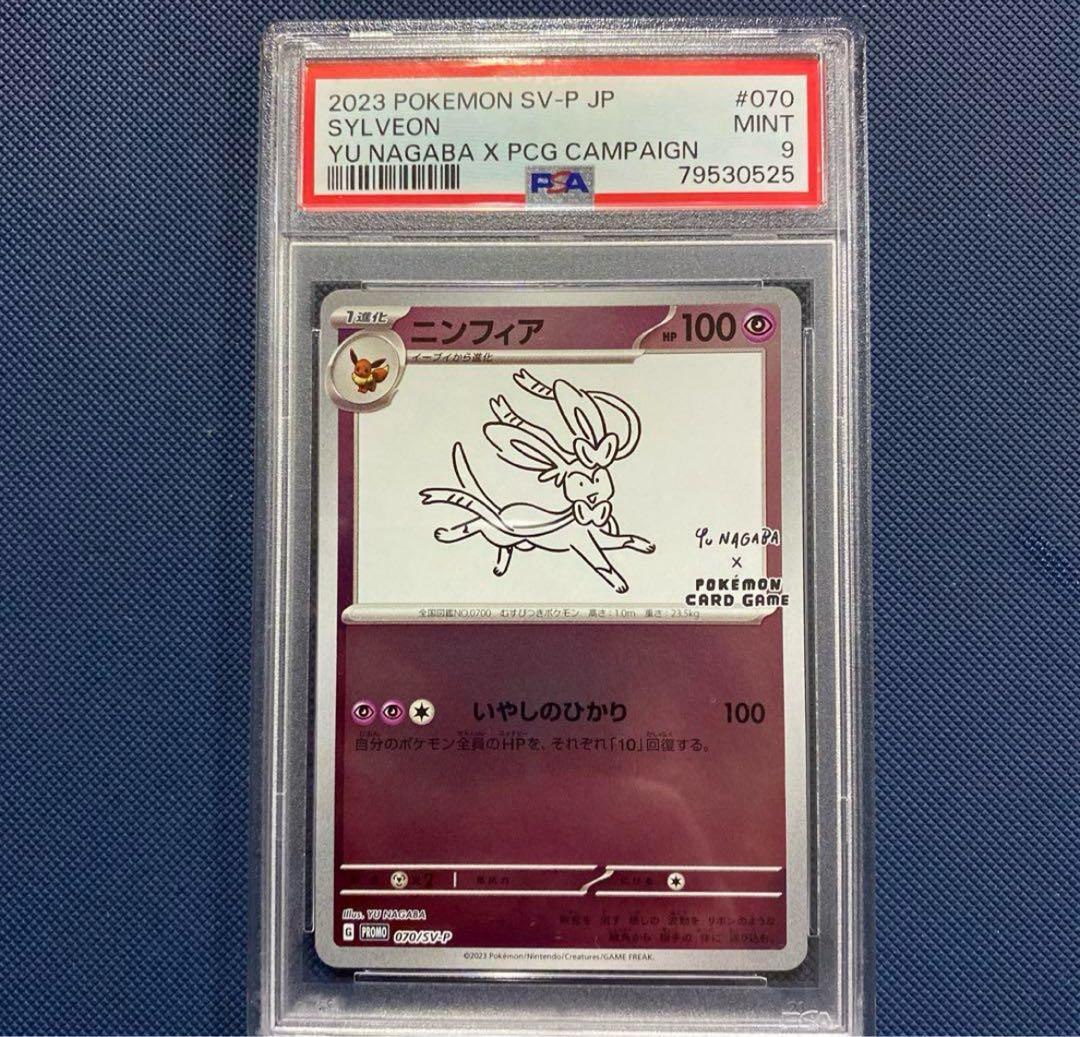 2023 POKEMON SV-P JP #070
SYLVEON MINT
YU NAGABA X PCG CAMPAIGN 9
PSA 79530525
1進化 ニンフィア HP 100
イーブイから進化
Yu NAGABA
×
POKÉMON
CARD GAME
全国図鑑NO.0700 むすびつきポケモン 高さ:1.0m 重さ:23.5kg
いやしのひかり 100
自分のポケモン全員のHPを、それぞれ「10」回復する。
×2
Illus. YU NAGABA
G PROMO 070/SV-P
©2023 Pokémon/Nintendo/Creatures/GAME FREAK.